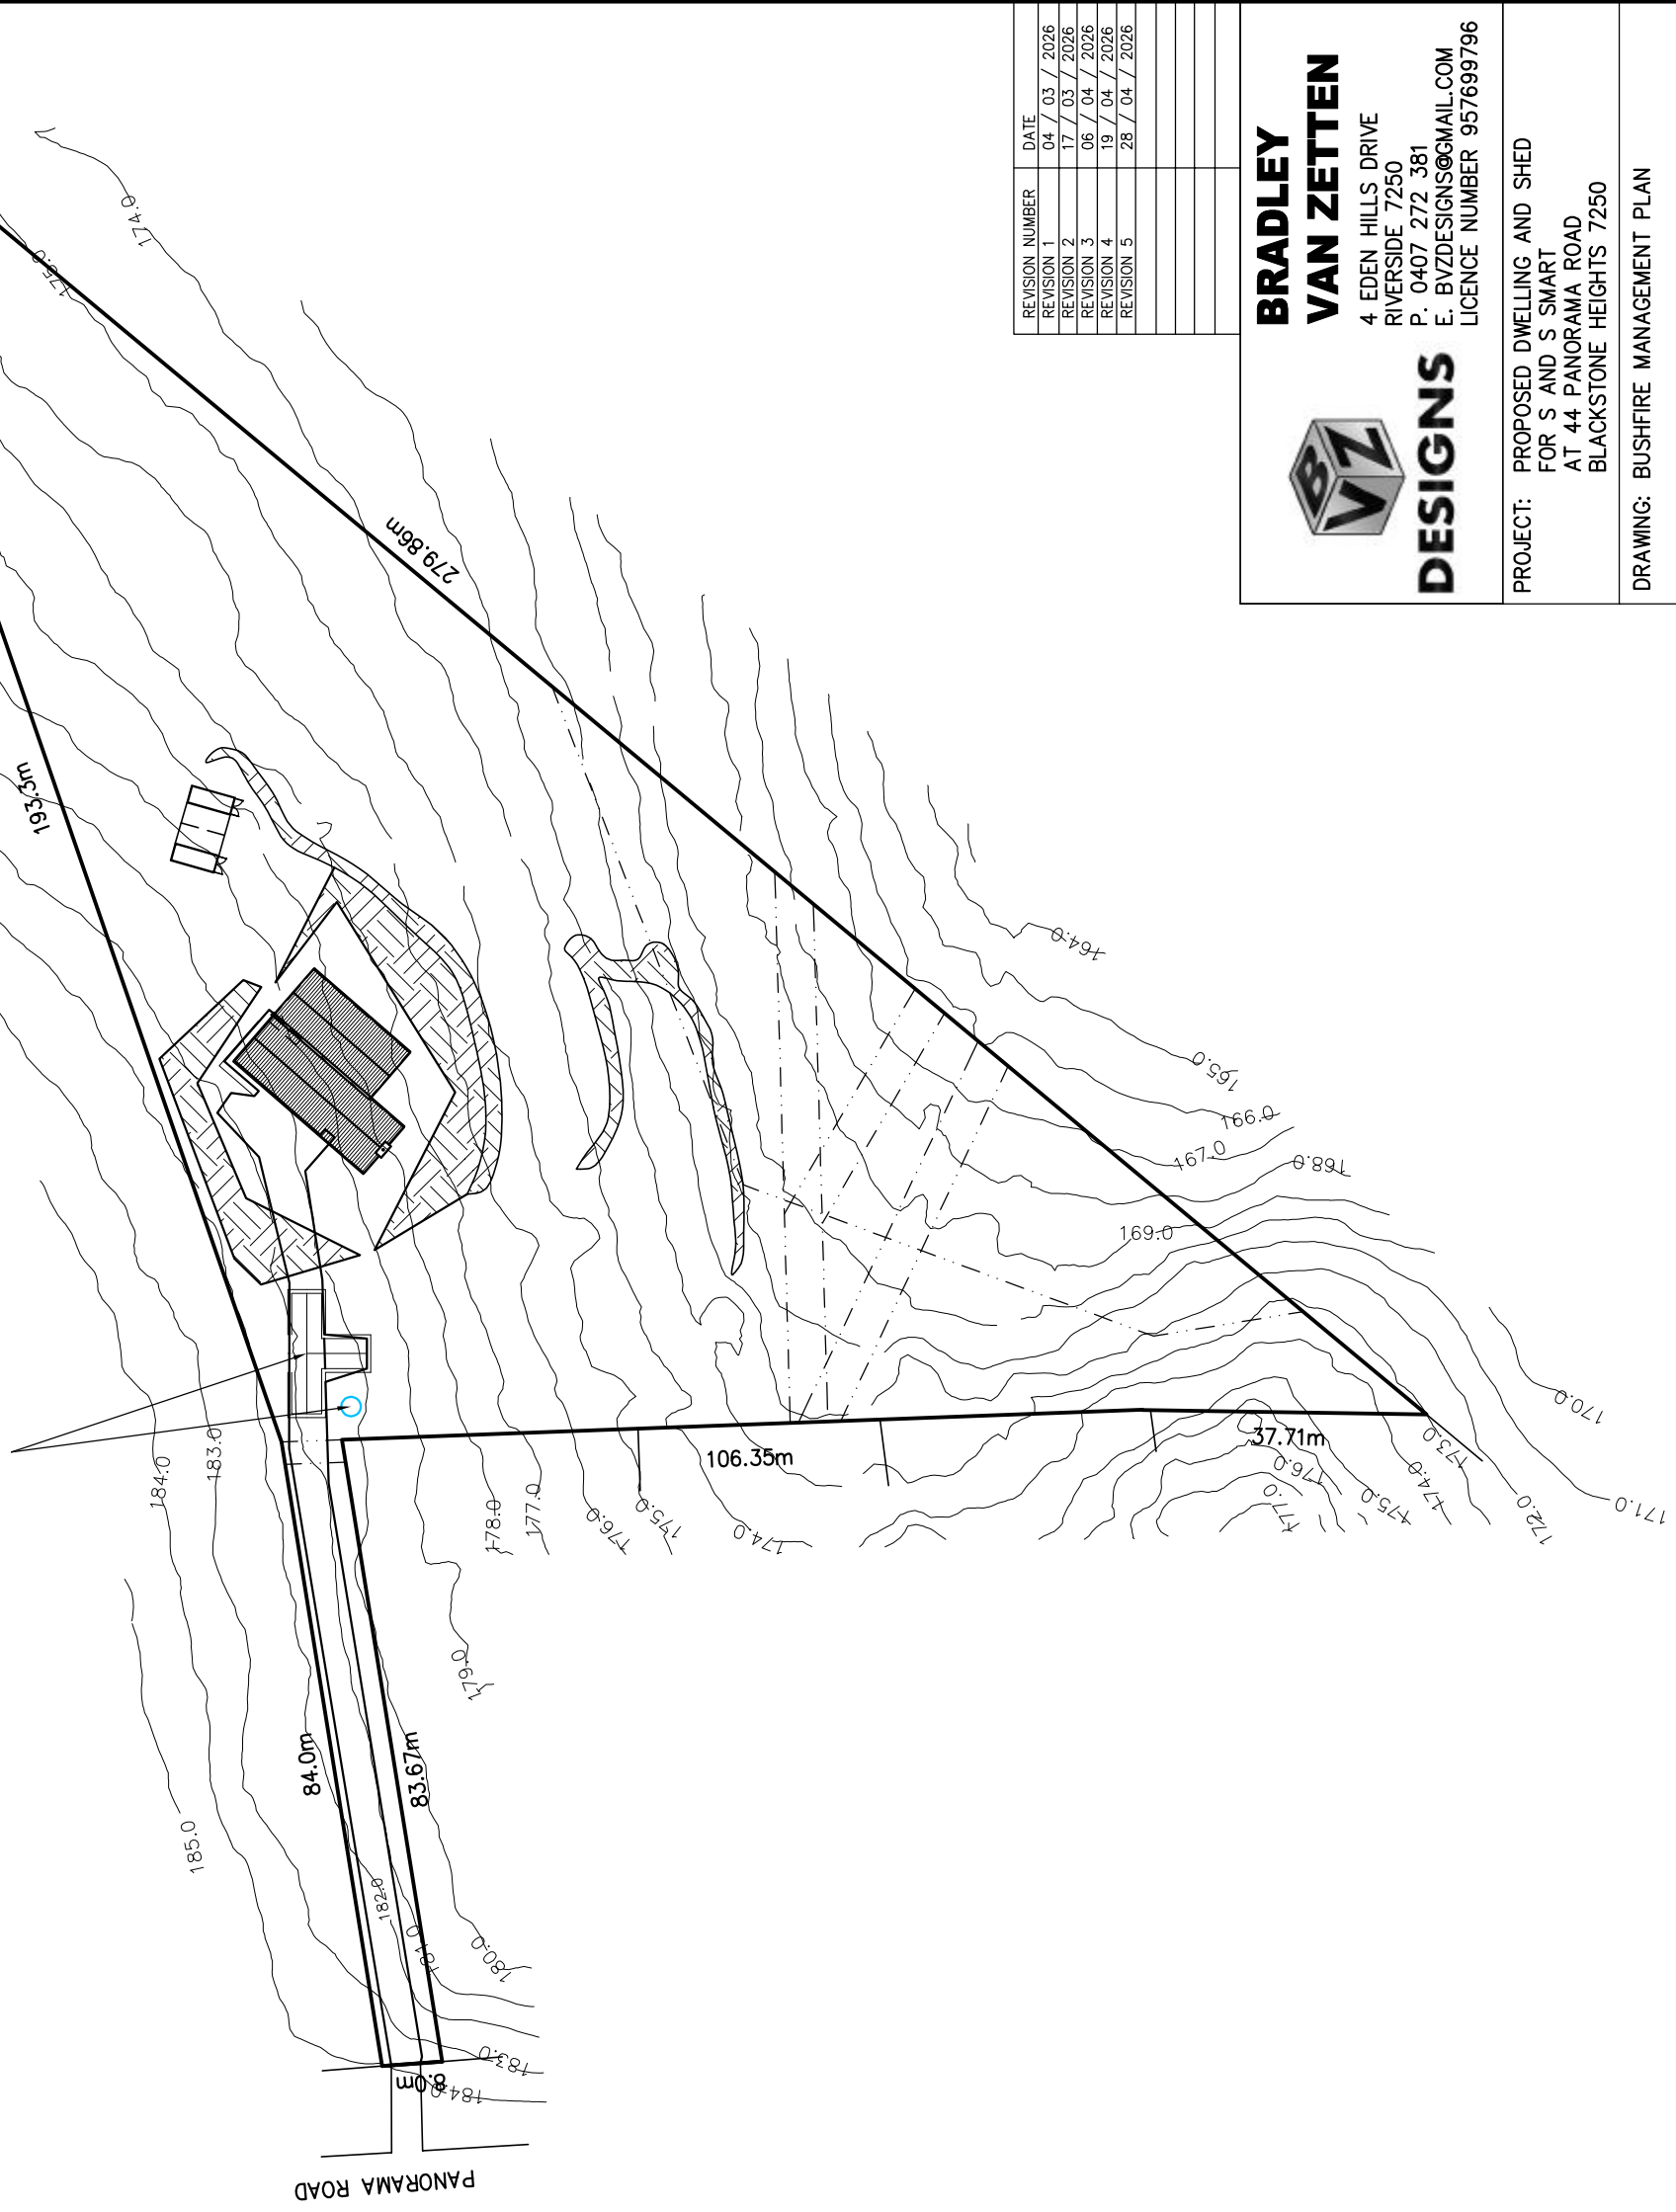 REVISION NUMBER DATE
REVISION 1 04 / 03 / 2026
REVISION 2 17 / 03 / 2026
REVISION 3 06 / 04 / 2026
REVISION 4 19 / 04 / 2026
REVISION 5 28 / 04 / 2026
BVZ
DESIGNS
BRADLEY
VAN ZETTEN
4 EDEN HILLS DRIVE
RIVERSIDE 7250
P. 0407 272 381
E. BVZDESIGNS@GMAIL.COM
LICENCE NUMBER 957699796
PROJECT: PROPOSED DWELLING AND SHED
FOR S AND S SMART
AT 44 PANORAMA ROAD
BLACKSTONE HEIGHTS 7250
DRAWING: BUSHFIRE MANAGEMENT PLAN
174.0
175.0
279.86m
193.3m
164.0
165.0
166.0
167.0
168.0
169.0
170.0
171.0
172.0
173.0
174.0
175.0
176.0
177.0
37.71m
106.35m
174.0
175.0
176.0
177.0
178.0
179.0
183.0
184.0
84.0m
83.67m
185.0
182.0
181.0
180.0
183.0
184.0
8.0m
PANORAMA ROAD